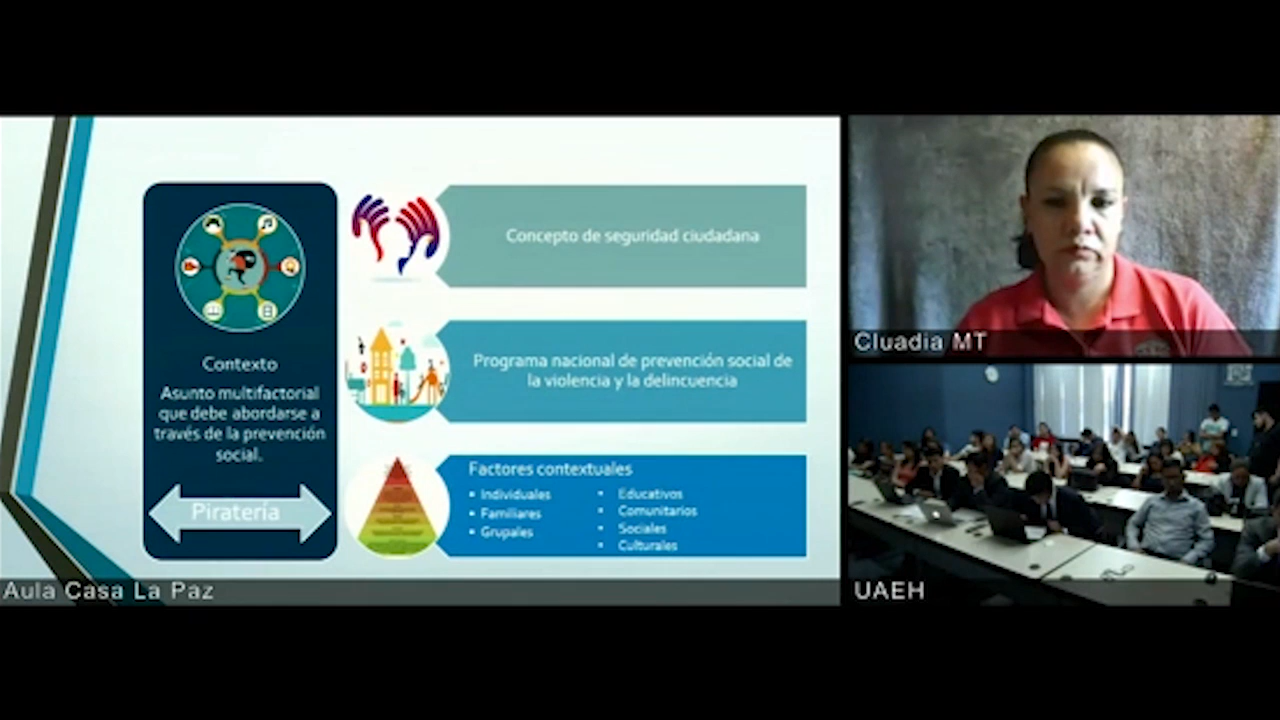 Contexto
Asunto multifactorial
que debe abordarse a
través de la prevención
social.
Piratería
Concepto de seguridad ciudadana
Programa nacional de prevención social de
la violencia y la delincuencia
Factores contextuales
• Individuales
• Familiares
• Grupales
• Educativos
• Comunitarios
• Sociales
• Culturales
Aula Casa La Paz
Cluadia MT
UAEH